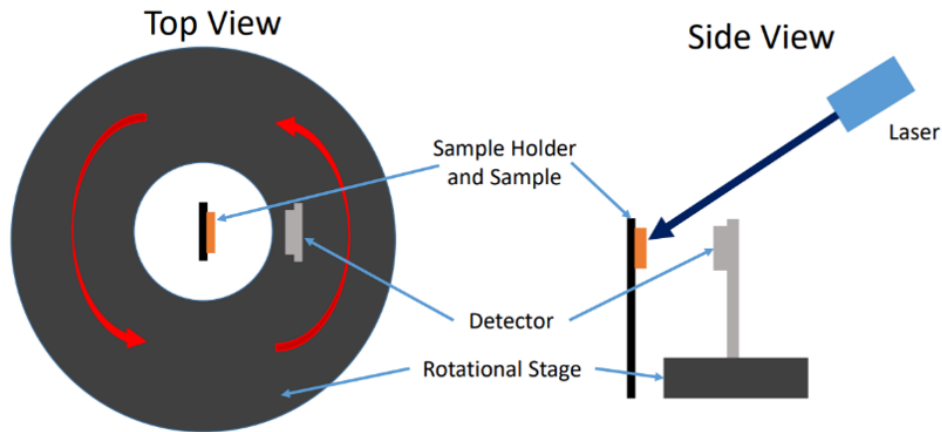 Top View
Side View
Laser
Sample Holder
and Sample
Detector
Rotational Stage